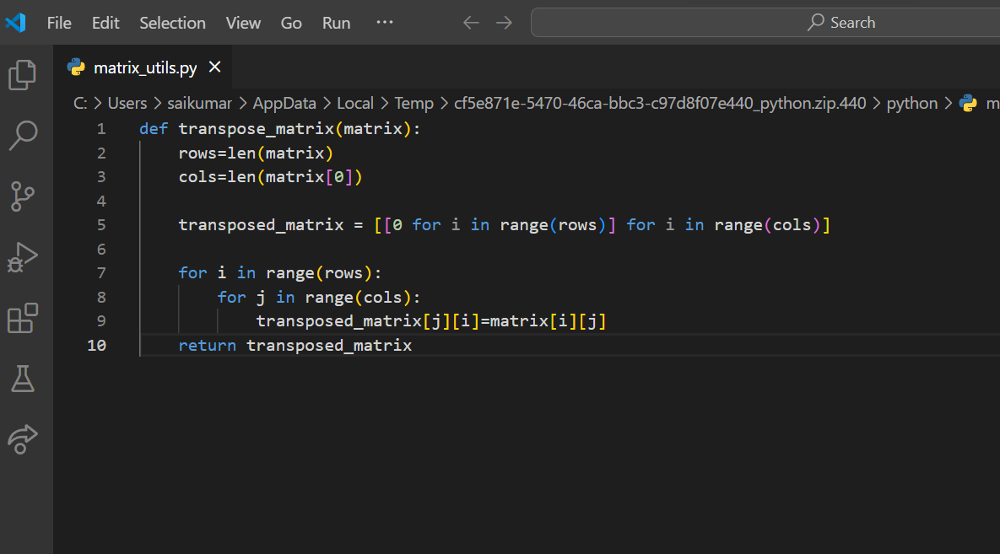 File Edit Selection View Go Run ··· Search
matrix_utils.py
C: > Users > saikumar > AppData > Local > Temp > cf5e871e-5470-46ca-bbc3-c97d8f07e440_python.zip.440 > python > m
1 def transpose_matrix(matrix):
2     rows=len(matrix)
3     cols=len(matrix[0])
4
5     transposed_matrix = [[0 for i in range(rows)] for i in range(cols)]
6
7     for i in range(rows):
8         for j in range(cols):
9             transposed_matrix[j][i]=matrix[i][j]
10     return transposed_matrix